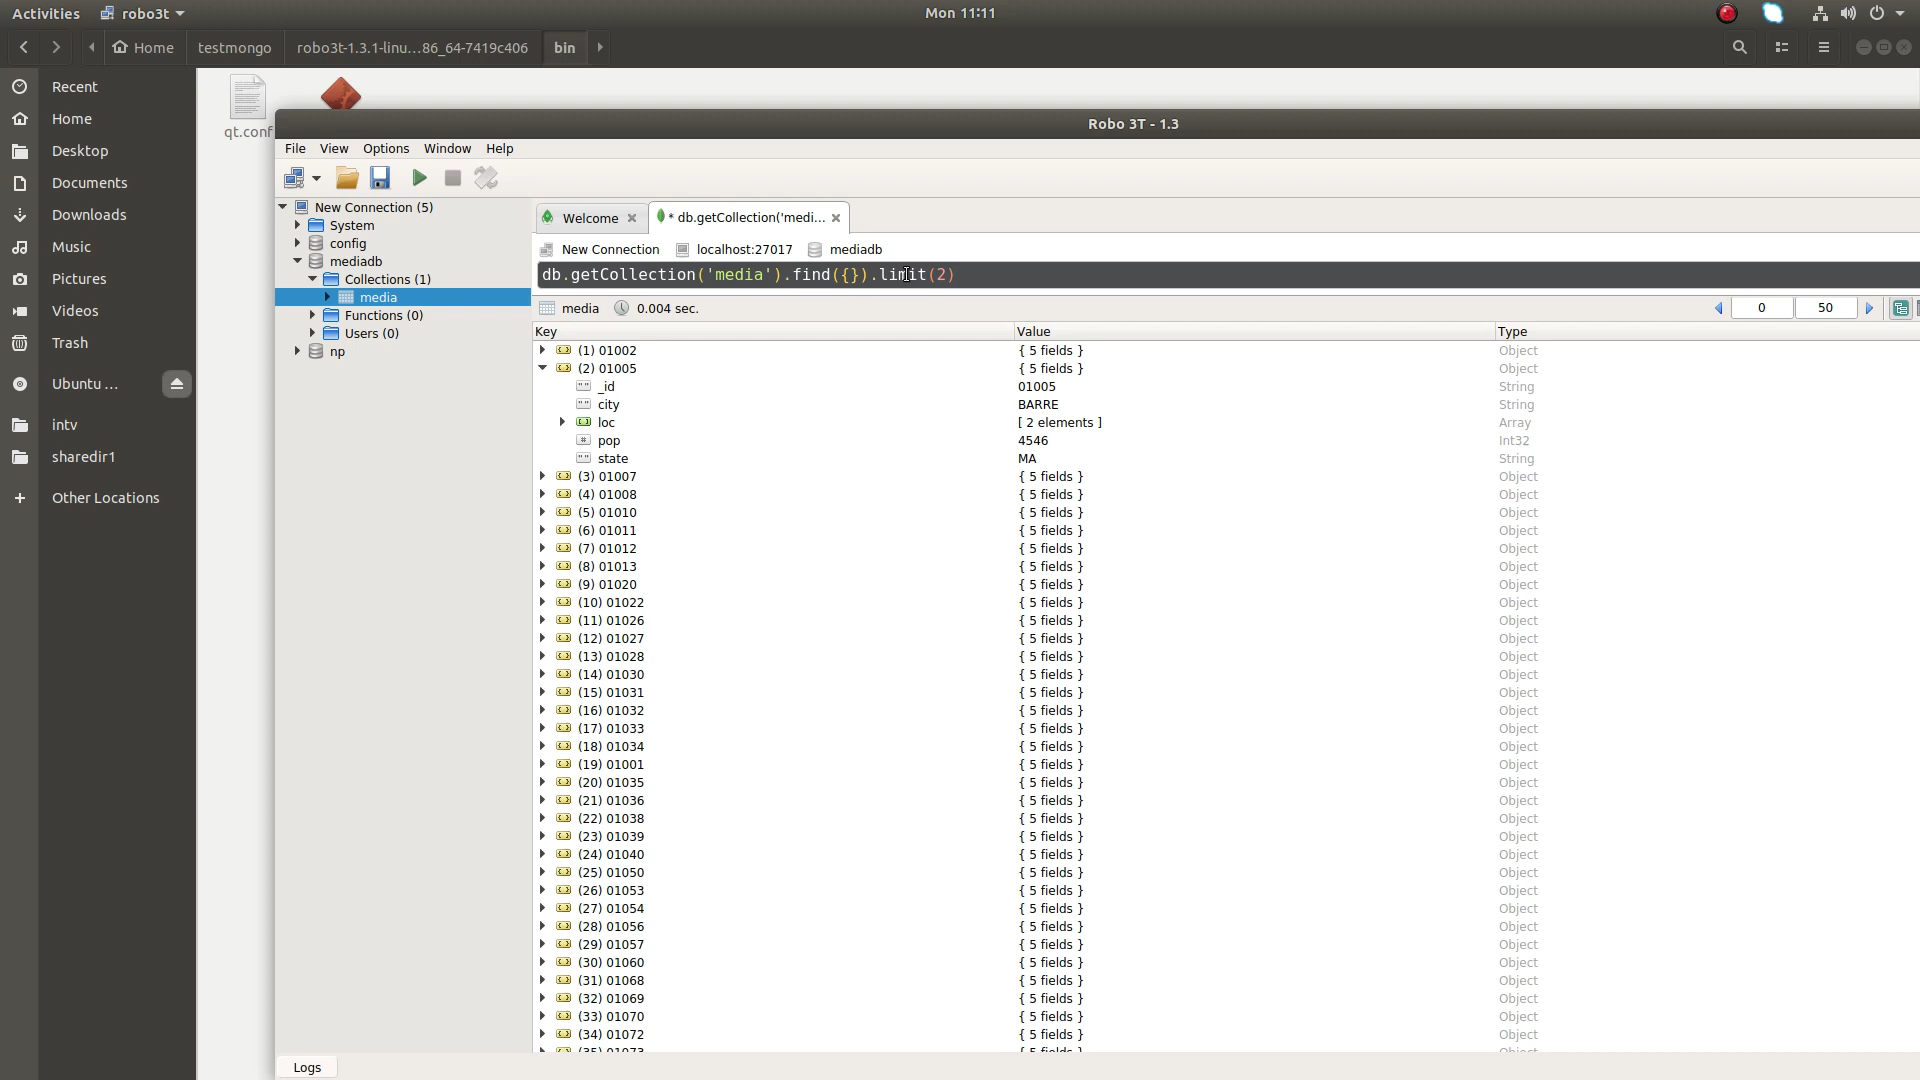 Activities robo3t Mon 11:11
Home testmongo robo3t-1.3.1-linu...86_64-7419c406 bin
Recent
Home
Desktop
Documents
Downloads
Music
Pictures
Videos
Trash
Ubuntu ...
intv
sharedir1
Other Locations
qt.conf
Robo 3T - 1.3
File View Options Window Help
New Connection (5)
System
config
mediadb
Collections (1)
media
Functions (0)
Users (0)
np
Welcome * db.getCollection('medi...
New Connection localhost:27017 mediadb
db.getCollection('media').find({}).limit(2)
media 0.004 sec. 0 50
Key Value Type
(1) 01002 { 5 fields } Object
(2) 01005 { 5 fields } Object
_id 01005 String
city BARRE String
loc [ 2 elements ] Array
pop 4546 Int32
state MA String
(3) 01007 { 5 fields } Object
(4) 01008 { 5 fields } Object
(5) 01010 { 5 fields } Object
(6) 01011 { 5 fields } Object
(7) 01012 { 5 fields } Object
(8) 01013 { 5 fields } Object
(9) 01020 { 5 fields } Object
(10) 01022 { 5 fields } Object
(11) 01026 { 5 fields } Object
(12) 01027 { 5 fields } Object
(13) 01028 { 5 fields } Object
(14) 01030 { 5 fields } Object
(15) 01031 { 5 fields } Object
(16) 01032 { 5 fields } Object
(17) 01033 { 5 fields } Object
(18) 01034 { 5 fields } Object
(19) 01001 { 5 fields } Object
(20) 01035 { 5 fields } Object
(21) 01036 { 5 fields } Object
(22) 01038 { 5 fields } Object
(23) 01039 { 5 fields } Object
(24) 01040 { 5 fields } Object
(25) 01050 { 5 fields } Object
(26) 01053 { 5 fields } Object
(27) 01054 { 5 fields } Object
(28) 01056 { 5 fields } Object
(29) 01057 { 5 fields } Object
(30) 01060 { 5 fields } Object
(31) 01068 { 5 fields } Object
(32) 01069 { 5 fields } Object
(33) 01070 { 5 fields } Object
(34) 01072 { 5 fields } Object
Logs